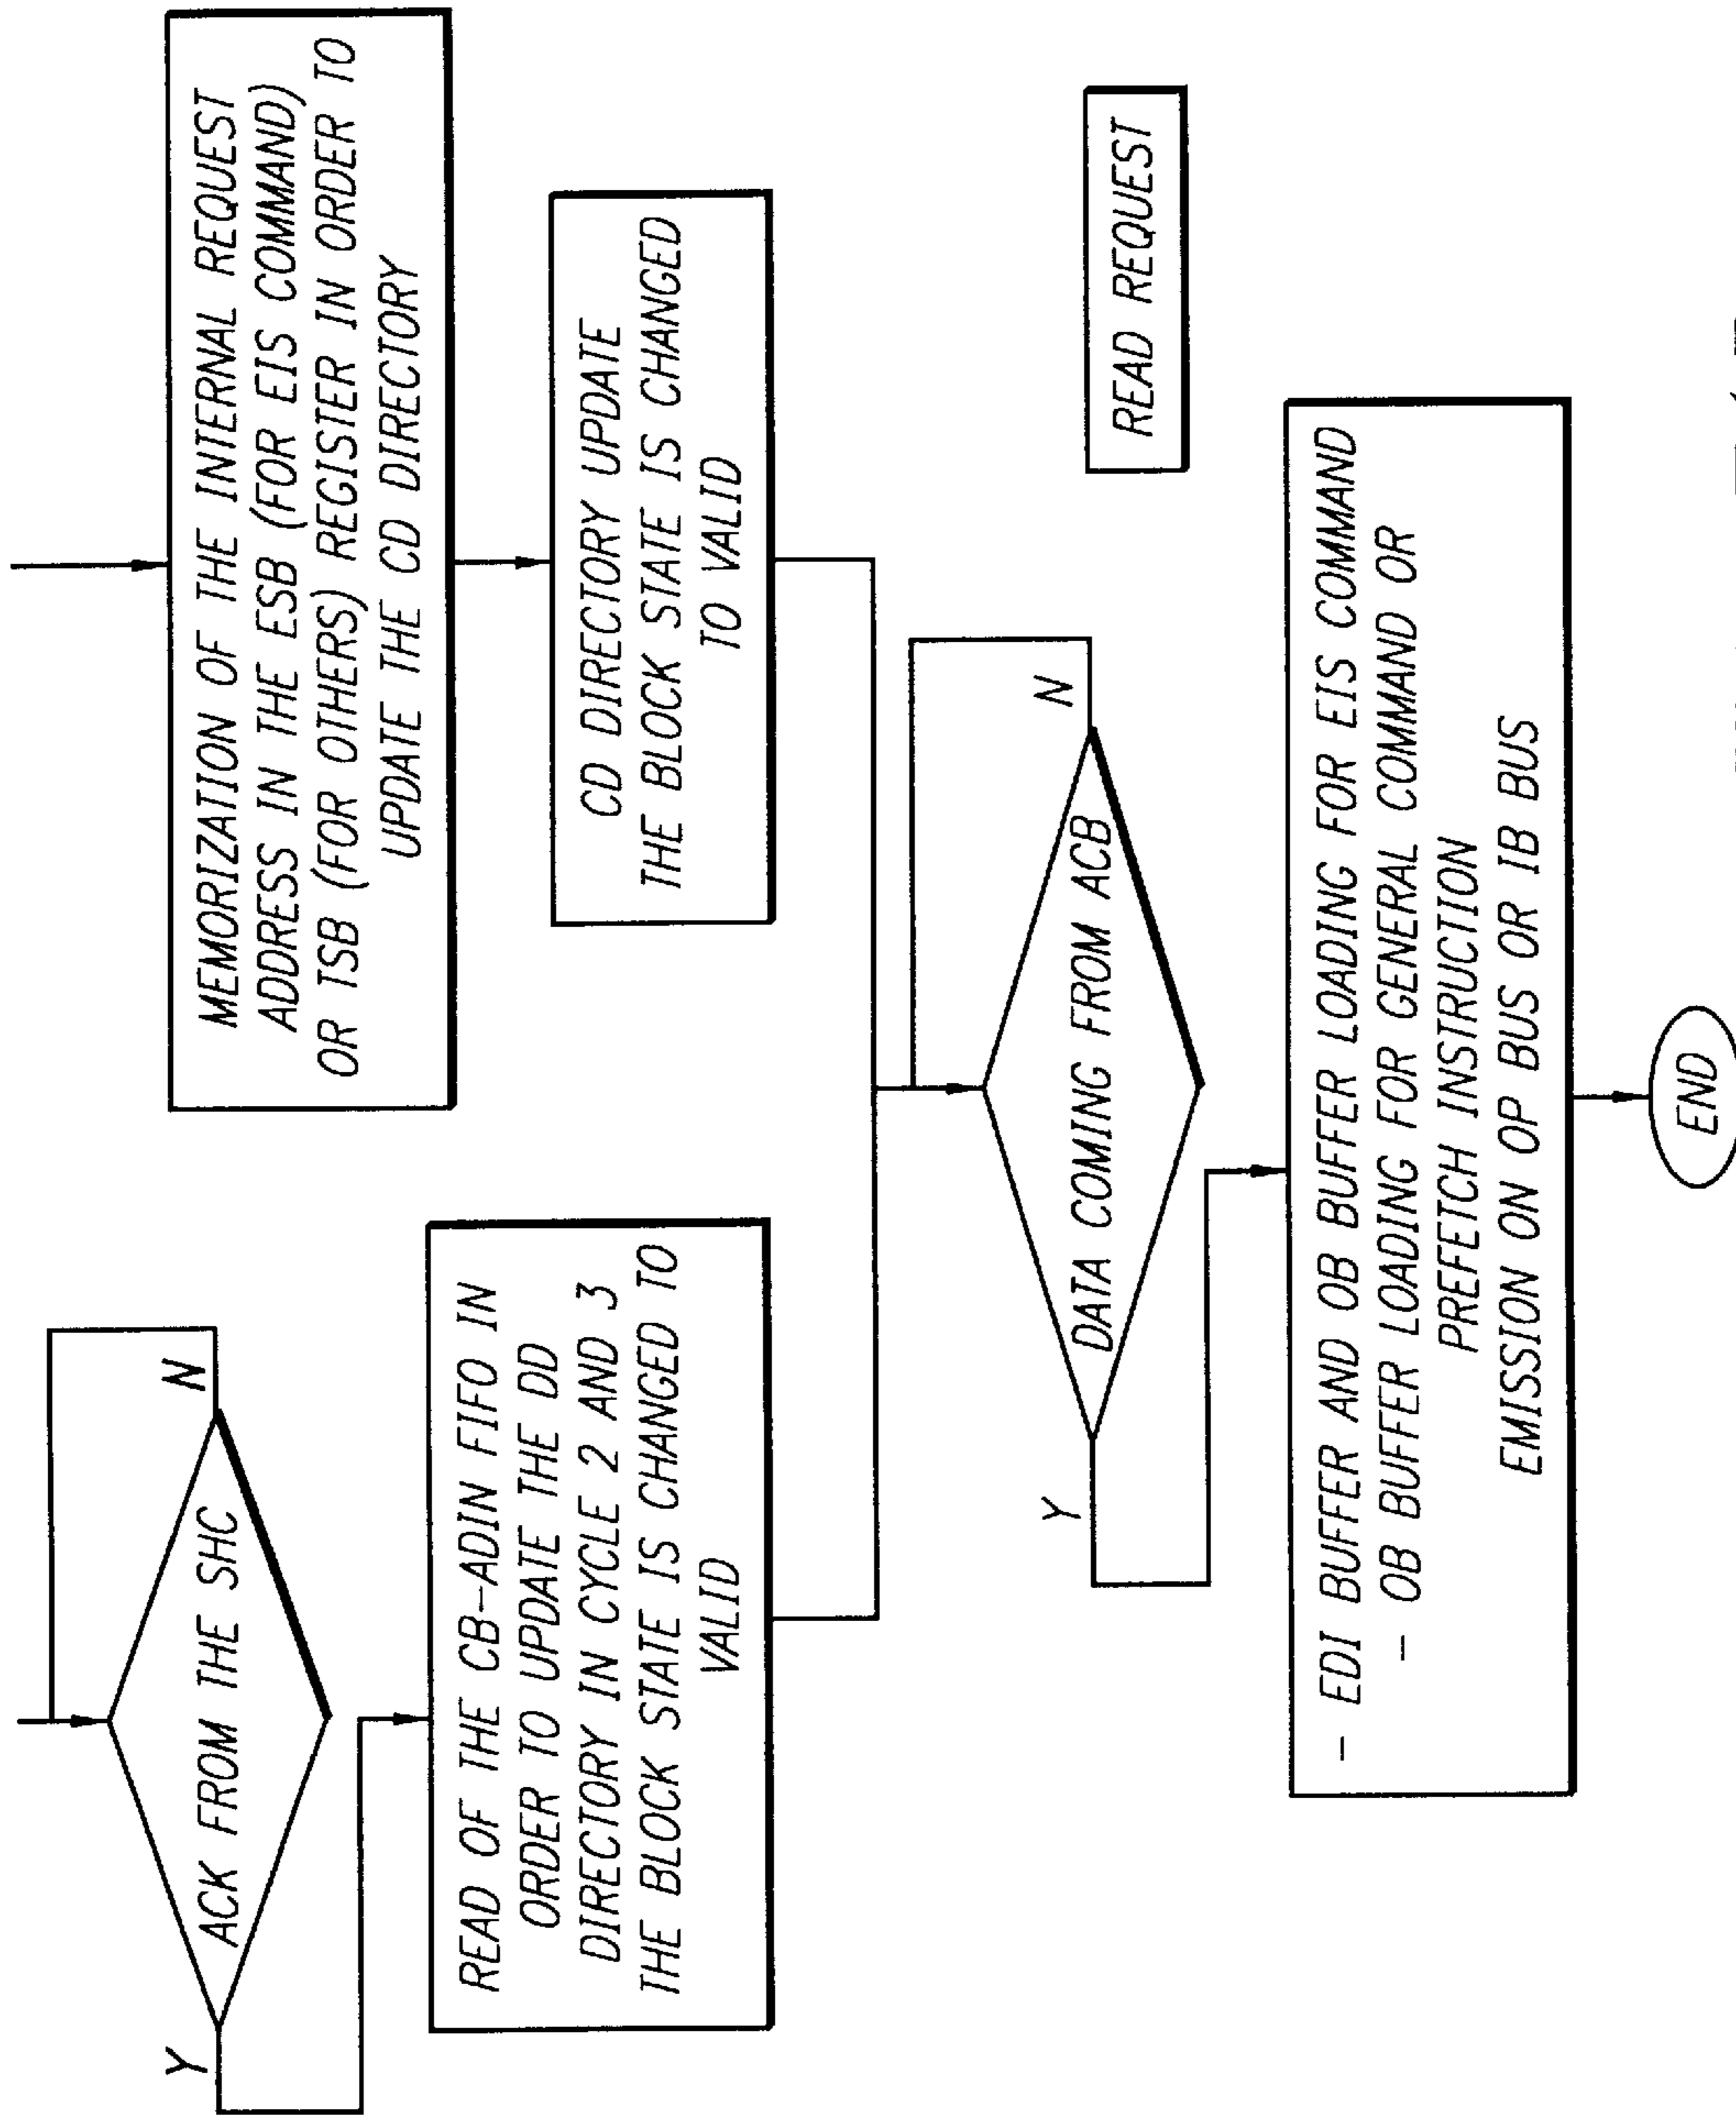 ACK FROM THE SHC
N
Y
READ OF THE CB-ADIN FIFO IN
ORDER TO UPDATE THE DD
DIRECTORY IN CYCLE 2 AND 3
THE BLOCK STATE IS CHANGED TO
VALID
MEMORIZATION OF THE INTERNAL REQUEST
ADDRESS IN THE ESB (FOR EIS COMMAND)
OR TSB (FOR OTHERS) REGISTER IN ORDER TO
UPDATE THE CD DIRECTORY
CD DIRECTORY UPDATE
THE BLOCK STATE IS CHANGED
TO VALID
DATA COMING FROM ACB
N
Y
READ REQUEST
- EDI BUFFER AND OB BUFFER LOADING FOR EIS COMMAND
- OB BUFFER LOADING FOR GENERAL COMMAND OR
PREFETCH INSTRUCTION
EMISSION ON OP BUS OR IB BUS
END